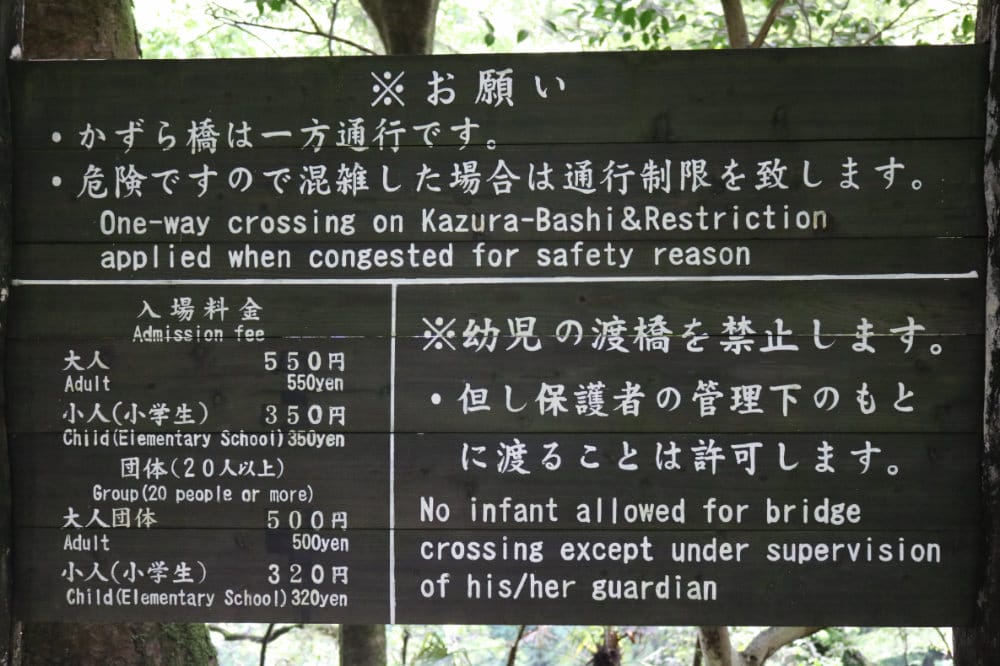 ※お願い
・かずら橋は一方通行です。
・危険ですので混雑した場合は通行制限を致します。
One-way crossing on Kazura-Bashi&Restriction
applied when congested for safety reason
入場料金
Admission fee
大人 550円
Adult 550yen
小人(小学生) 350円
Child(Elementary School) 350yen
団体(20人以上)
Group(20 people or more)
大人団体 500円
Adult 500yen
小人(小学生) 320円
Child(Elementary School) 320yen
※幼児の渡橋を禁止します。
・但し保護者の管理下のもと
に渡ることは許可します。
No infant allowed for bridge
crossing except under supervision
of his/her guardian